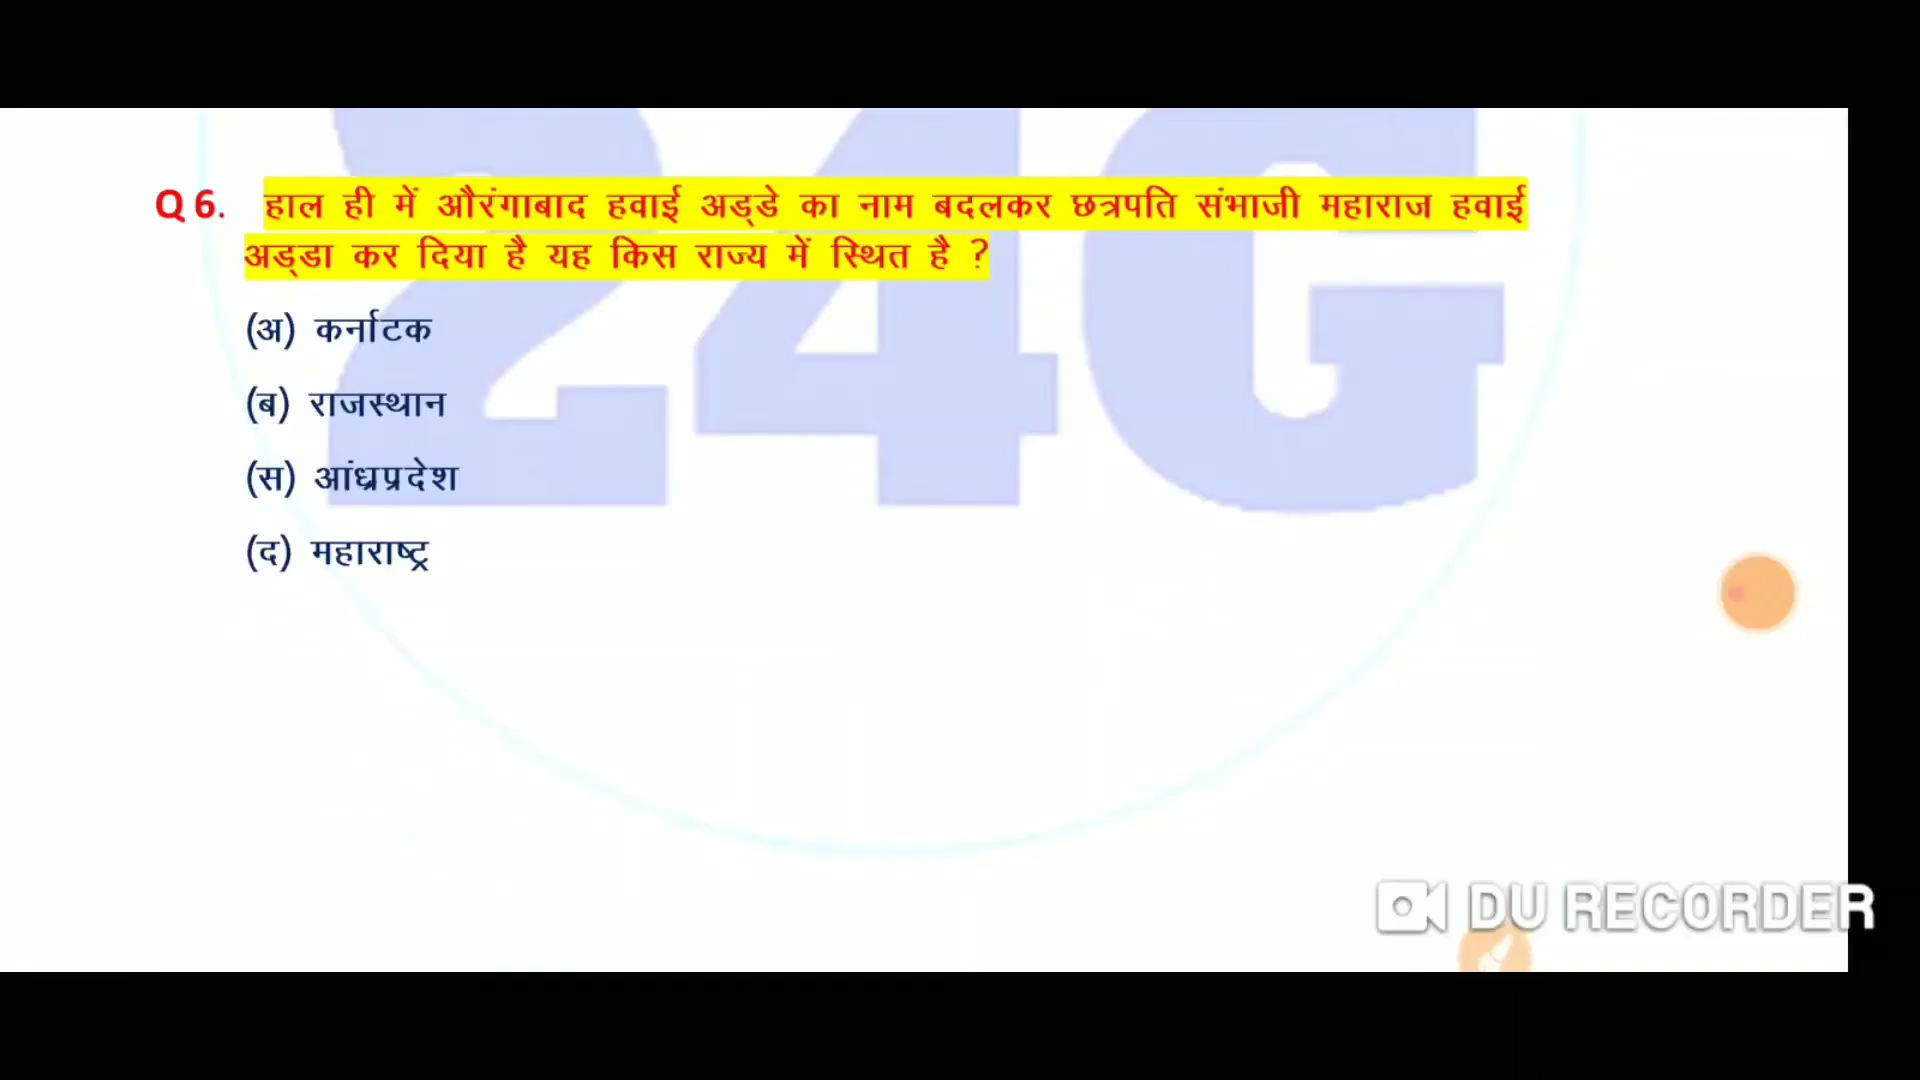 24G
Q 6. हाल ही में औरंगाबाद हवाई अड्डे का नाम बदलकर छत्रपति संभाजी महाराज हवाई
अड्डा कर दिया है यह किस राज्य में स्थित है ?
(अ) कर्नाटक
(ब) राजस्थान
(स) आंध्रप्रदेश
(द) महाराष्ट्र
DU RECORDER